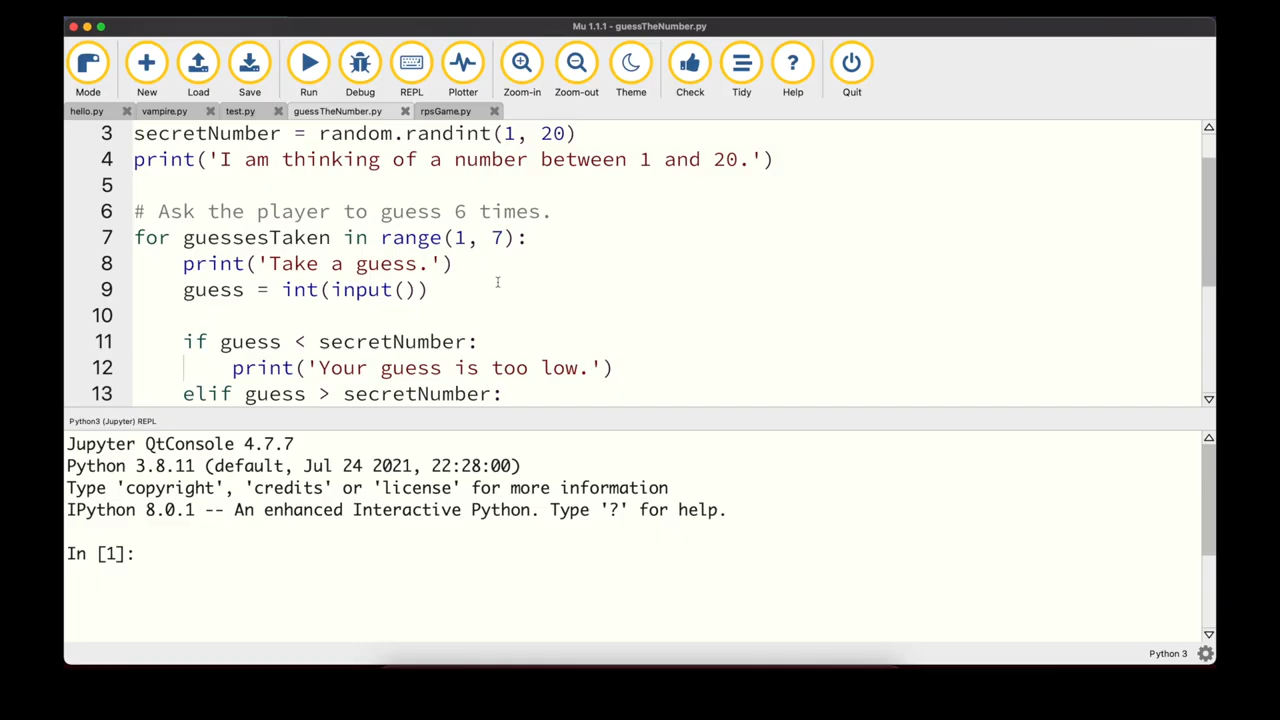 Mu 1.1.1 - guessTheNumber.py
Mode New Load Save Run Debug REPL Plotter Zoom-in Zoom-out Theme Check Tidy Help Quit
hello.py vampire.py test.py guessTheNumber.py rpsGame.py
3 secretNumber = random.randint(1, 20)
4 print('I am thinking of a number between 1 and 20.')
5
6 # Ask the player to guess 6 times.
7 for guessesTaken in range(1, 7):
8     print('Take a guess.')
9     guess = int(input())
10
11     if guess < secretNumber:
12         print('Your guess is too low.')
13     elif guess > secretNumber:
Python3 (Jupyter) REPL
Jupyter QtConsole 4.7.7
Python 3.8.11 (default, Jul 24 2021, 22:28:00)
Type 'copyright', 'credits' or 'license' for more information
IPython 8.0.1 -- An enhanced Interactive Python. Type '?' for help.
In [1]:
Python 3